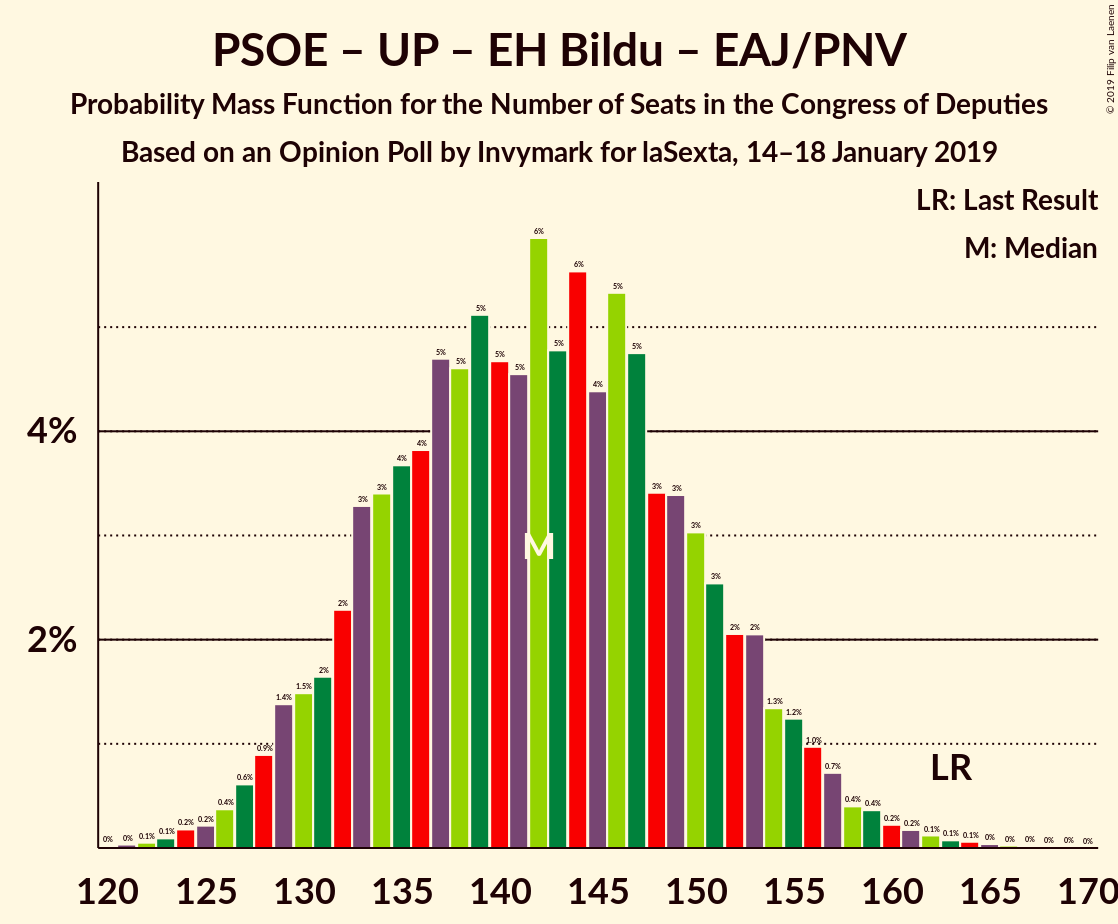 PSOE – UP – EH Bildu – EAJ/PNV
Probability Mass Function for the Number of Seats in the Congress of Deputies
Based on an Opinion Poll by Invymark for laSexta, 14–18 January 2019
© 2019 Filip van Laenen
LR: Last Result
M: Median
4%
2%
0% 0% 0.1% 0.1% 0.2% 0.2% 0.4% 0.6% 0.9% 1.4% 1.5% 2% 2% 3% 3% 4% 4% 5% 5% 5% 5% 5% 6% 5% 6% 4% 5% 5% 3% 3% 3% 3% 2% 2% 1.3% 1.2% 1.0% 0.7% 0.4% 0.4% 0.2% 0.2% 0.1% 0.1% 0.1% 0% 0% 0% 0% 0% 0%
M
LR
120 125 130 135 140 145 150 155 160 165 170